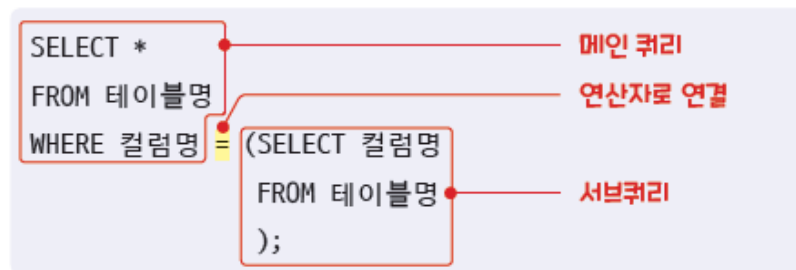 SELECT * 메인 쿼리
FROM 테이블명 연산자로 연결
WHERE 컬럼명 = (SELECT 컬럼명
FROM 테이블명 서브쿼리
);